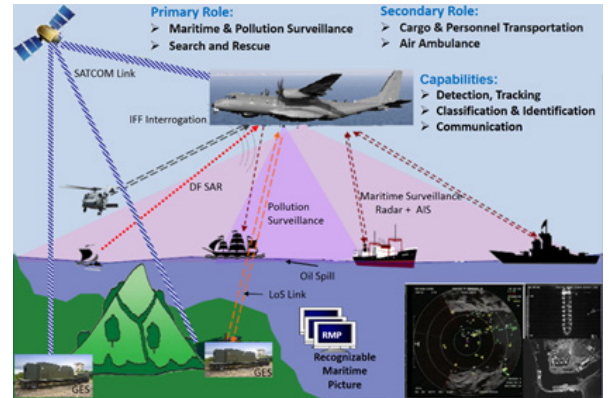 Primary Role:
➢ Maritime & Pollution Surveillance
➢ Search and Rescue
Secondary Role:
➢ Cargo & Personnel Transportation
➢ Air Ambulance
SATCOM Link
Capabilities:
➢ Detection, Tracking
➢ Classification & Identification
➢ Communication
IFF Interrogation
DF SAR
Pollution
Surveillance
Maritime Surveillance
Radar + AIS
Oil Spill
LoS Link
RMP
Recognizable
Maritime
Picture
GES
GES